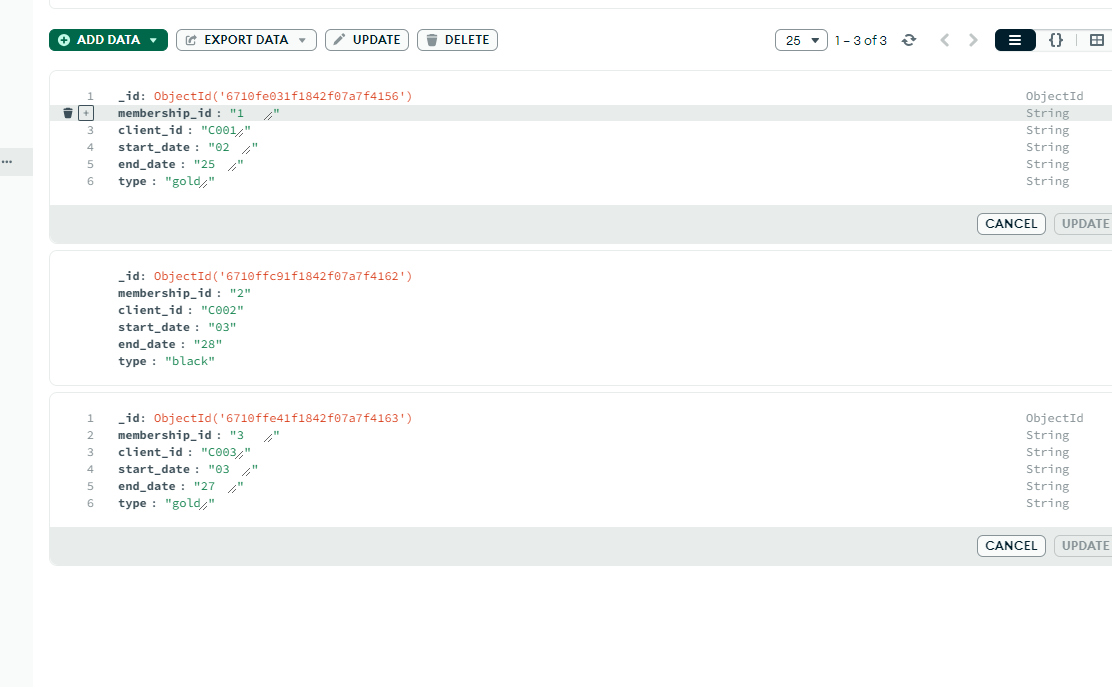 ADD DATA EXPORT DATA UPDATE DELETE 25 1 – 3 of 3 {}
1 _id: ObjectId('6710fe031f1842f07a7f4156') ObjectId
+ membership_id : "1" String
3 client_id : "C001" String
4 start_date : "02" String
5 end_date : "25" String
6 type : "gold" String
CANCEL UPDATE
_id: ObjectId('6710ffc91f1842f07a7f4162')
membership_id : "2"
client_id : "C002"
start_date : "03"
end_date : "28"
type : "black"
1 _id: ObjectId('6710ffe41f1842f07a7f4163') ObjectId
2 membership_id : "3" String
3 client_id : "C003" String
4 start_date : "03" String
5 end_date : "27" String
6 type : "gold" String
CANCEL UPDATE